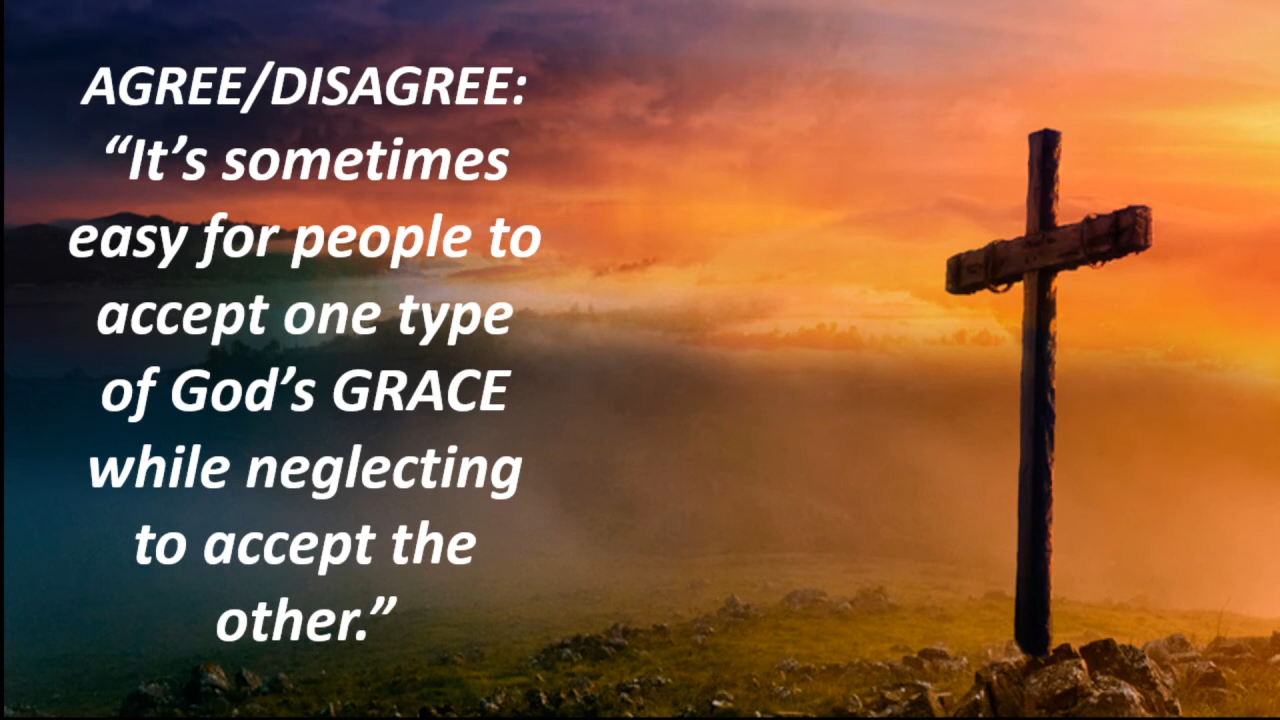 AGREE/DISAGREE:
“It’s sometimes
easy for people to
accept one type
of God’s GRACE
while neglecting
to accept the
other.”